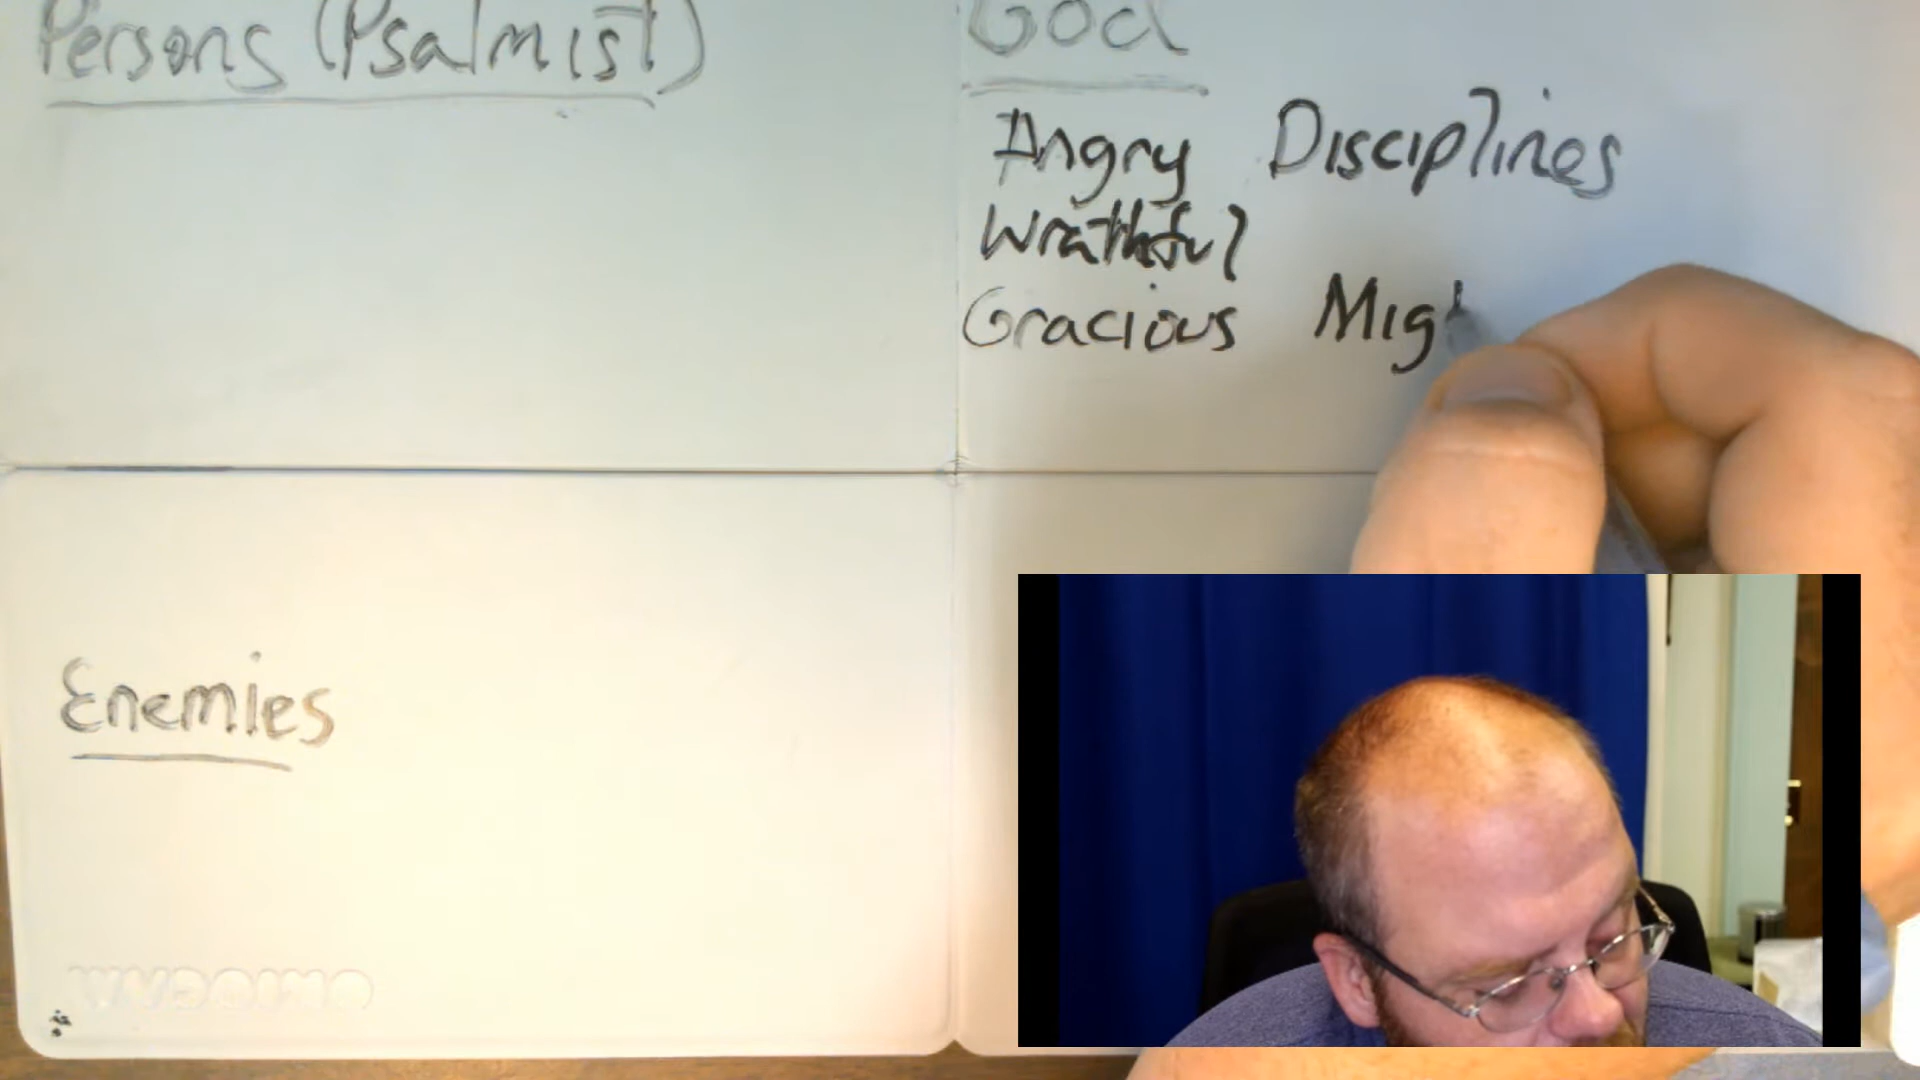 Persons (Psalmist)
God
Angry Disciplines
Wrathful
Gracious Mig
Enemies